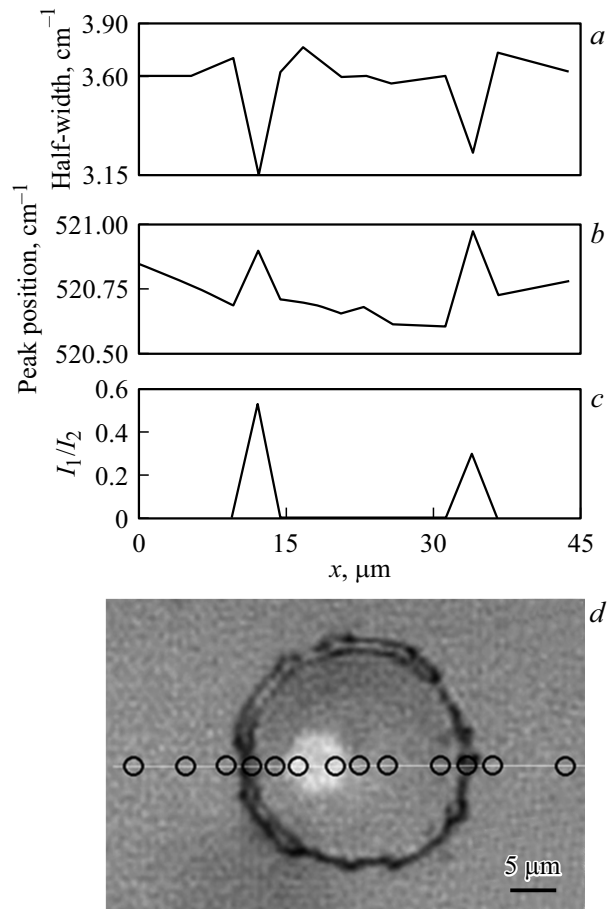 a
Half-width, cm⁻¹
3.90
3.60
3.15
b
Peak position, cm⁻¹
521.00
520.75
520.50
c
I₁/I₂
0.6
0.4
0.2
0
0 15 30 45
x, μm
d
5 μm